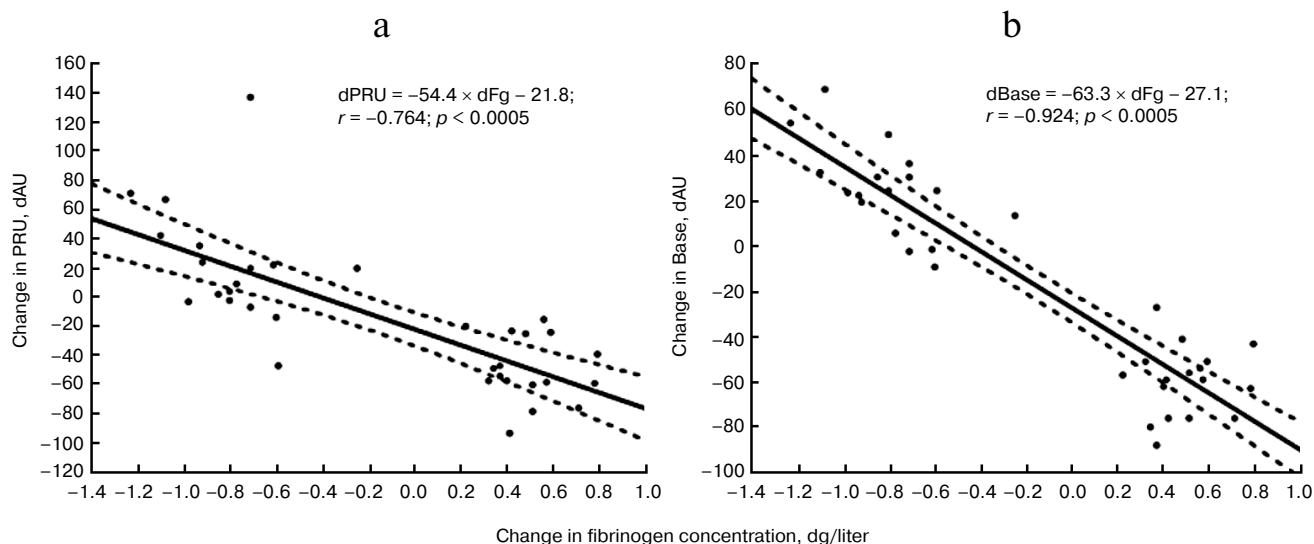 a
b
dPRU = −54.4 × dFg − 21.8;
r = −0.764; p < 0.0005
dBase = −63.3 × dFg − 27.1;
r = −0.924; p < 0.0005
Change in PRU, dAU
160
140
120
100
80
60
40
20
0
−20
−40
−60
−80
−100
−120
−1.4 −1.2 −1.0 −0.8 −0.6 −0.4 −0.2 0.0 0.2 0.4 0.6 0.8 1.0
Change in Base, dAU
80
60
40
20
0
−20
−40
−60
−80
−100
−1.4 −1.2 −1.0 −0.8 −0.6 −0.4 −0.2 0.0 0.2 0.4 0.6 0.8 1.0
Change in fibrinogen concentration, dg/liter